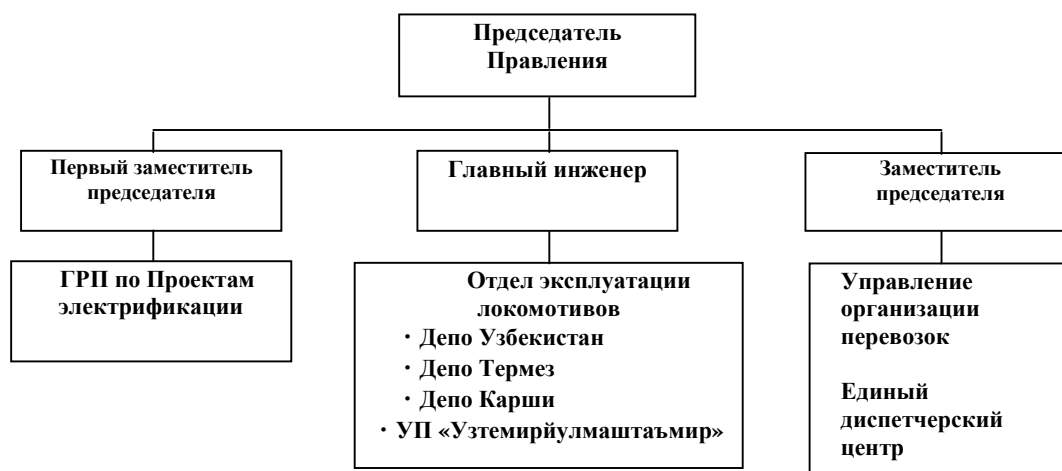 Председатель
Правления
Первый заместитель
председателя
Главный инженер
Заместитель
председателя
ГРП по Проектам
электрификации
Отдел эксплуатации
локомотивов
· Депо Узбекистан
· Депо Термез
· Депо Карши
· УП «Узтемирйулмаштаъмир»
Управление
организации
перевозок
Единый
диспетчерский
центр